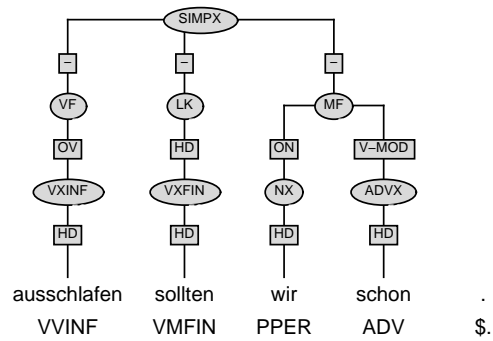 SIMPX
– – –
VF LK MF
OV HD ON V–MOD
VXINF VXFIN NX ADVX
HD HD HD HD
ausschlafen sollten wir schon .
VVINF VMFIN PPER ADV $.